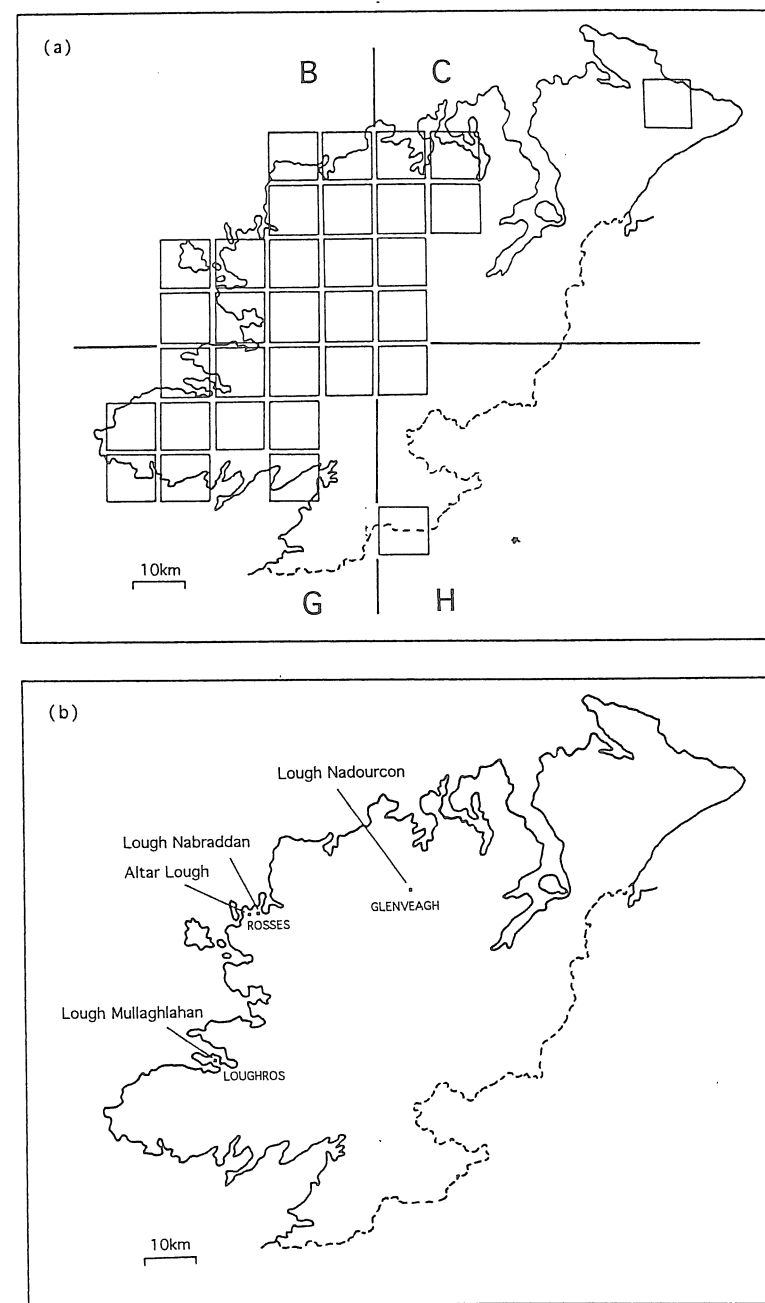 (a)
B C
10km
G H
(b)
Lough Nadourcon
Lough Nabraddan
Altar Lough
GLENVEAGH
ROSSES
Lough Mullaghlahan
LOUGHROS
10km